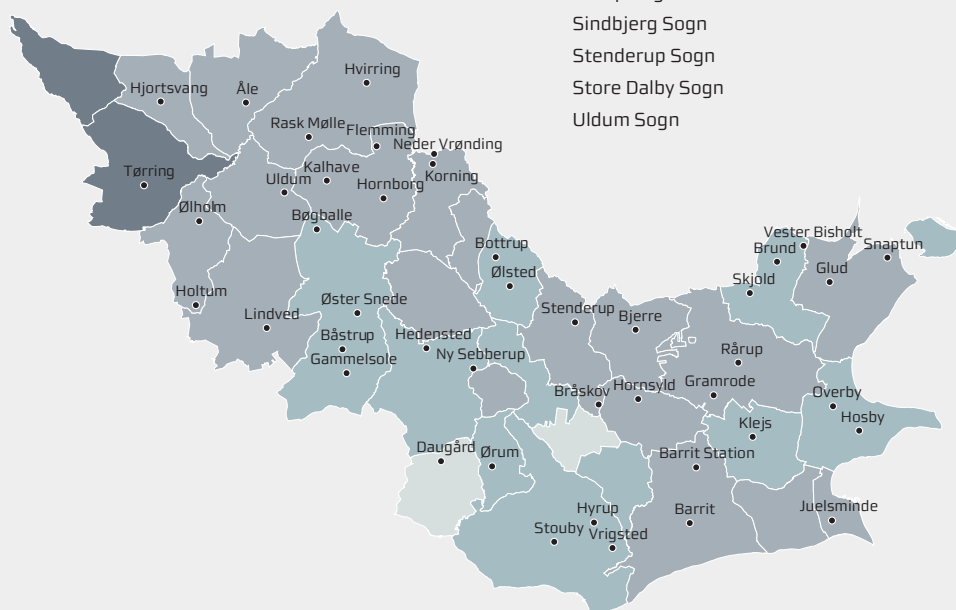 Sindbjerg Sogn
Stenderup Sogn
Store Dalby Sogn
Uldum Sogn
Hvirring
Hjortsvang
Åle
Rask Mølle
Flemming
Neder Vrønding
Korning
Tørring
Kalhave
Uldum
Hornborg
Ølholm
Bøgballe
Vester Bisholt
Bottrup
Brund
Snaptun
Ølsted
Skjold
Glud
Holtum
Øster Snede
Lindved
Stenderup
Bjerre
Båstrup
Hedensted
Ny Sebberup
Rårup
Gammelsole
Gramrode
Bråskov
Hornsyld
Overby
Klejs
Hosby
Daugård
Ørum
Barrit Station
Hyrup
Barrit
Juelsminde
Stouby
Vrigsted